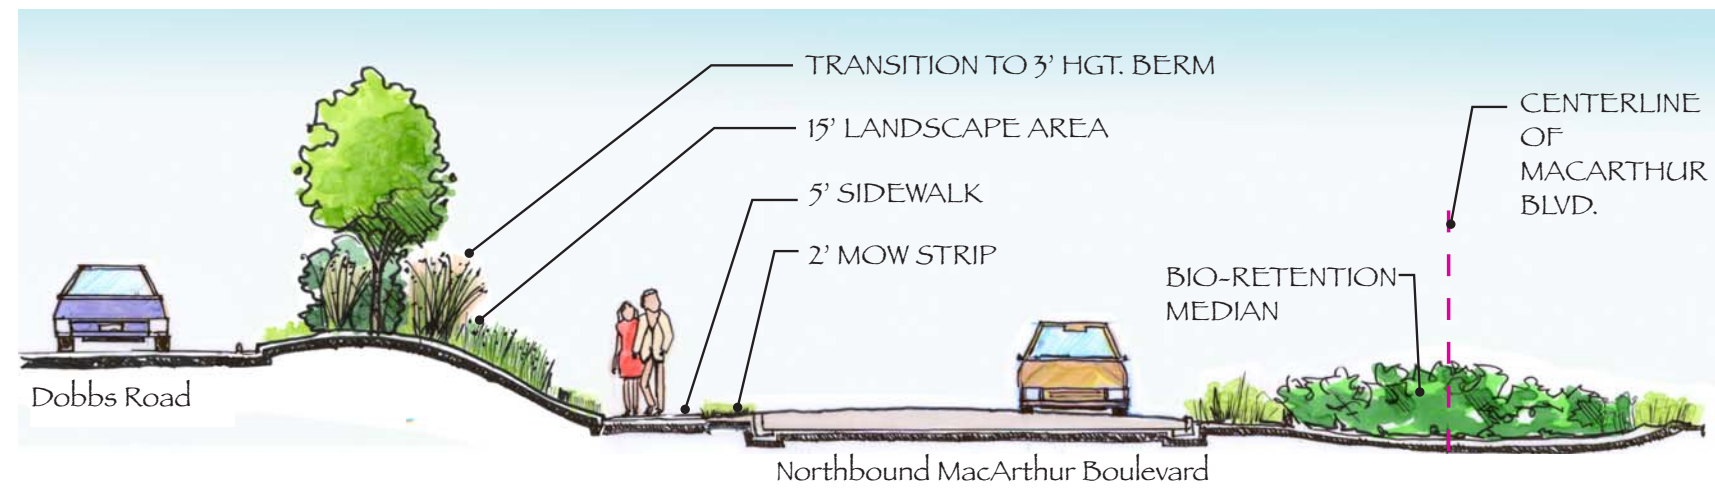 TRANSITION TO 3' HGT. BERM
15' LANDSCAPE AREA
5' SIDEWALK
2' MOW STRIP
CENTERLINE
OF
MACARTHUR
BLVD.
BIO-RETENTION
MEDIAN
Dobbs Road
Northbound MacArthur Boulevard